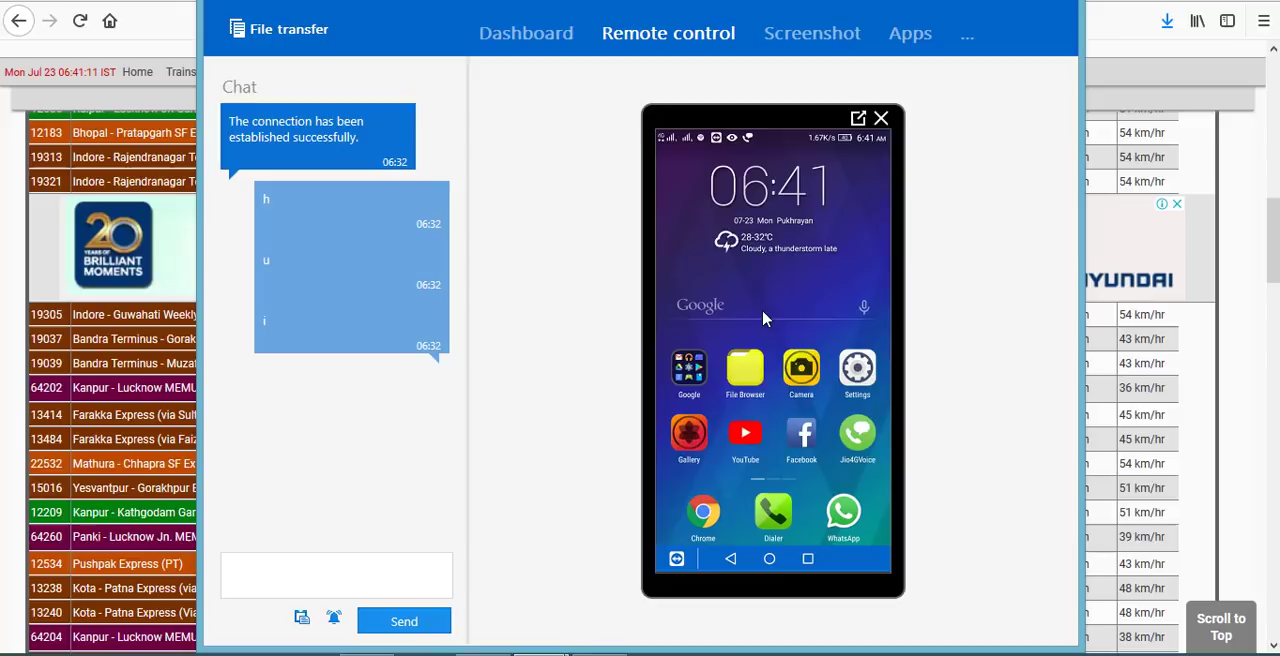 File transfer
Dashboard
Remote control
Screenshot
Apps
...
Mon Jul 23 06:41:11 IST
Home
Trains
Chat
The connection has been
established successfully.
06:32
h
06:32
u
06:32
i
06:32
Send
1.67K/s
6:41 AM
06:41
07-23 Mon Pukhrayan
28-32℃
Cloudy, a thunderstorm late
Google
Google
File Browser
Camera
Settings
Gallery
YouTube
Facebook
Jio4GVoice
Chrome
Dialer
WhatsApp
12183 Bhopal - Pratapgarh SF E
54 km/hr
19313 Indore - Rajendranagar Te
54 km/hr
19321 Indore - Rajendranagar Te
54 km/hr
54 km/hr
20
YEARS OF
BRILLIANT
MOMENTS
HYUNDAI
19305 Indore - Guwahati Weekly
54 km/hr
19037 Bandra Terminus - Gorak
43 km/hr
19039 Bandra Terminus - Muzaf
43 km/hr
64202 Kanpur - Lucknow MEMU
36 km/hr
13414 Farakka Express (via Sult
45 km/hr
13484 Farakka Express (via Faiz
45 km/hr
22532 Mathura - Chhapra SF Ex
54 km/hr
15016 Yesvantpur - Gorakhpur E
51 km/hr
12209 Kanpur - Kathgodam Gar
51 km/hr
64260 Panki - Lucknow Jn. MEM
39 km/hr
12534 Pushpak Express (PT)
43 km/hr
13238 Kota - Patna Express (via
48 km/hr
13240 Kota - Patna Express (Via
48 km/hr
64204 Kanpur - Lucknow MEMU
38 km/hr
Scroll to
Top